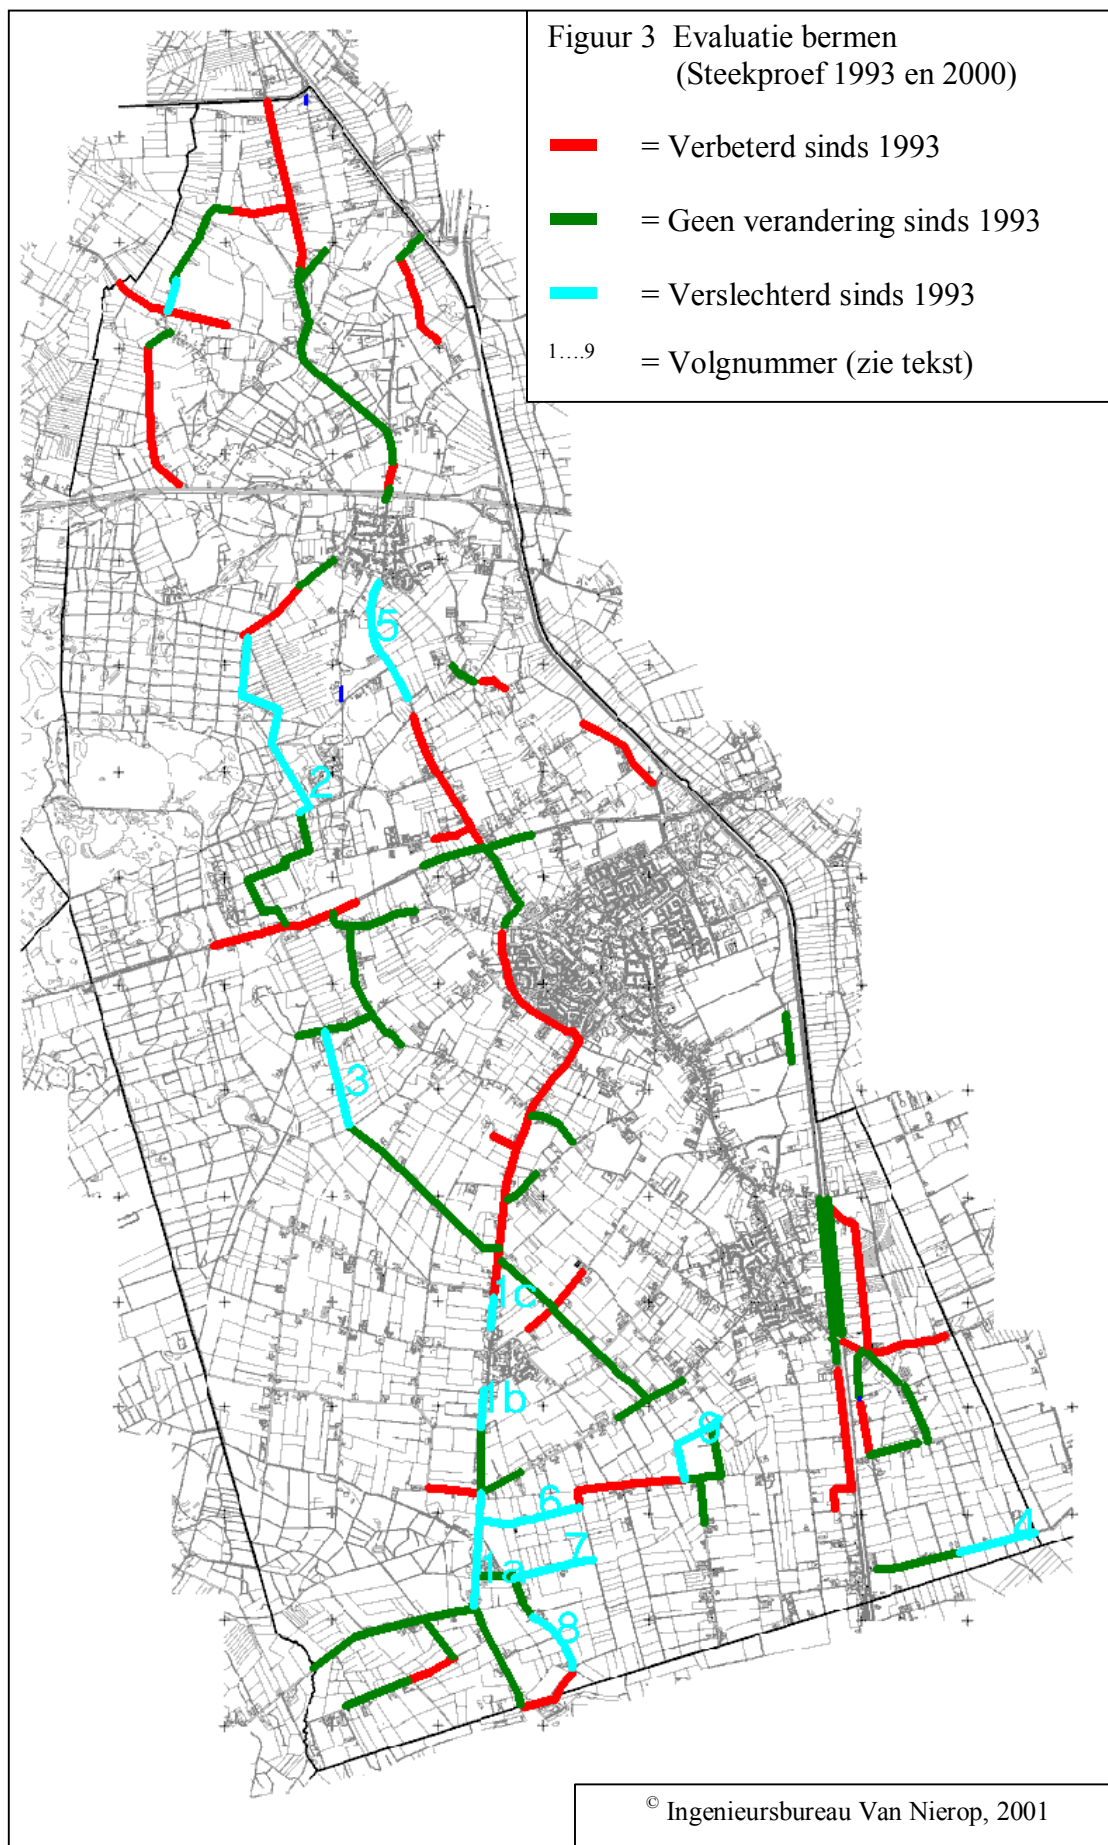 Figuur 3 Evaluatie bermen
(Steekproef 1993 en 2000)
= Verbeterd sinds 1993
= Geen verandering sinds 1993
= Verslechterd sinds 1993
1....9 = Volgnummer (zie tekst)
5
2
3
1c
1b
9
6
4
7
1a
8
© Ingenieursbureau Van Nierop, 2001